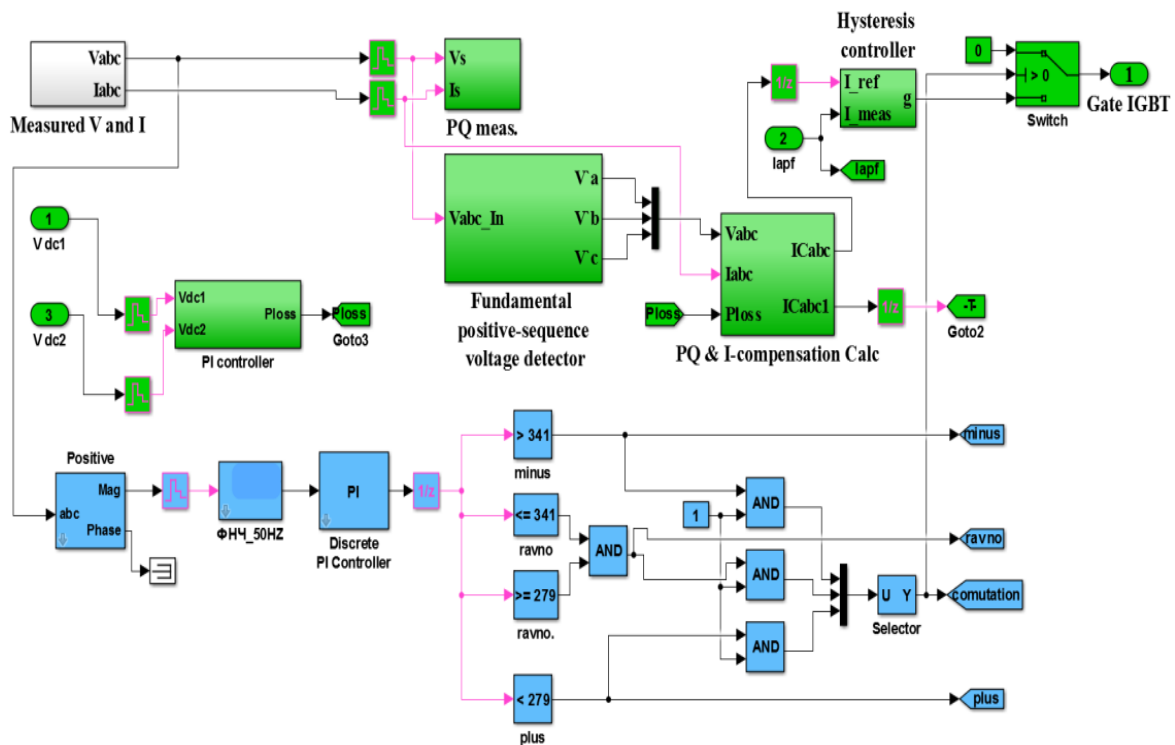 Vabc
Iabc
Measured V and I
Vs
Is
PQ meas.
Hysteresis
controller
1/z
I_ref
I_meas
g
2
Iapf
Iapf
0
> 0
Switch
1
Gate IGBT
Vabc_In
V`a
V`b
V`c
Fundamental
positive-sequence
voltage detector
Vabc
Iabc
Ploss
ICabc
ICabc1
PQ & I-compensation Calc
Ploss
1/z
-T-
Goto2
1
V dc1
3
V dc2
Vdc1
Vdc2
Ploss
PI controller
Ploss
Goto3
Positive
abc
Mag
Phase
ФНЧ_50HZ
PI
Discrete
PI Controller
1/z
> 341
minus
<= 341
ravno
>= 279
ravno.
< 279
plus
AND
1
AND
AND
AND
U Y
Selector
minus
ravno
comutation
plus